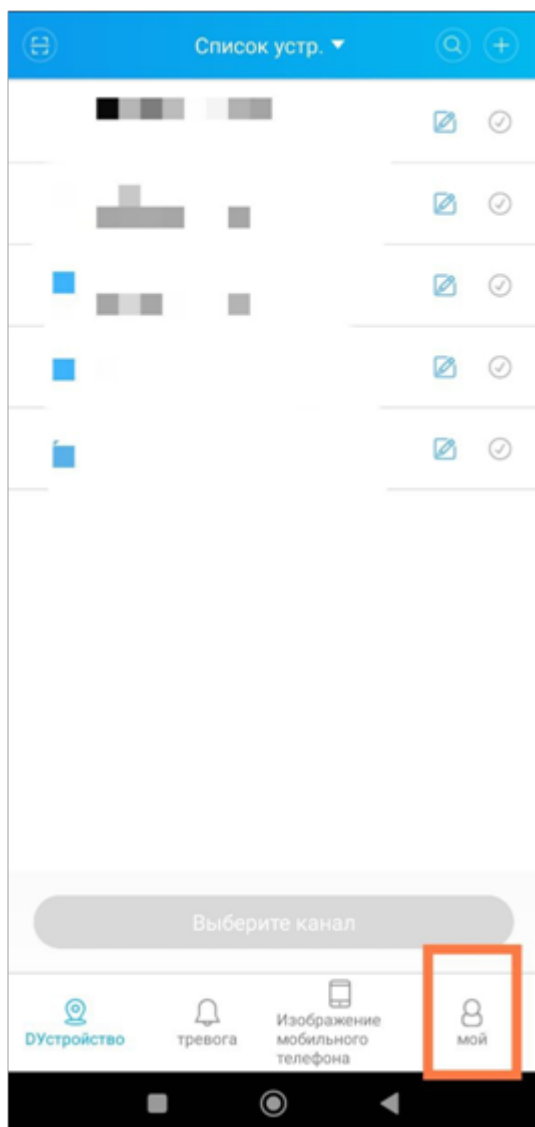 Список устр.
Выберите канал
DУстройство
тревога
Изображение
мобильного
телефона
мой